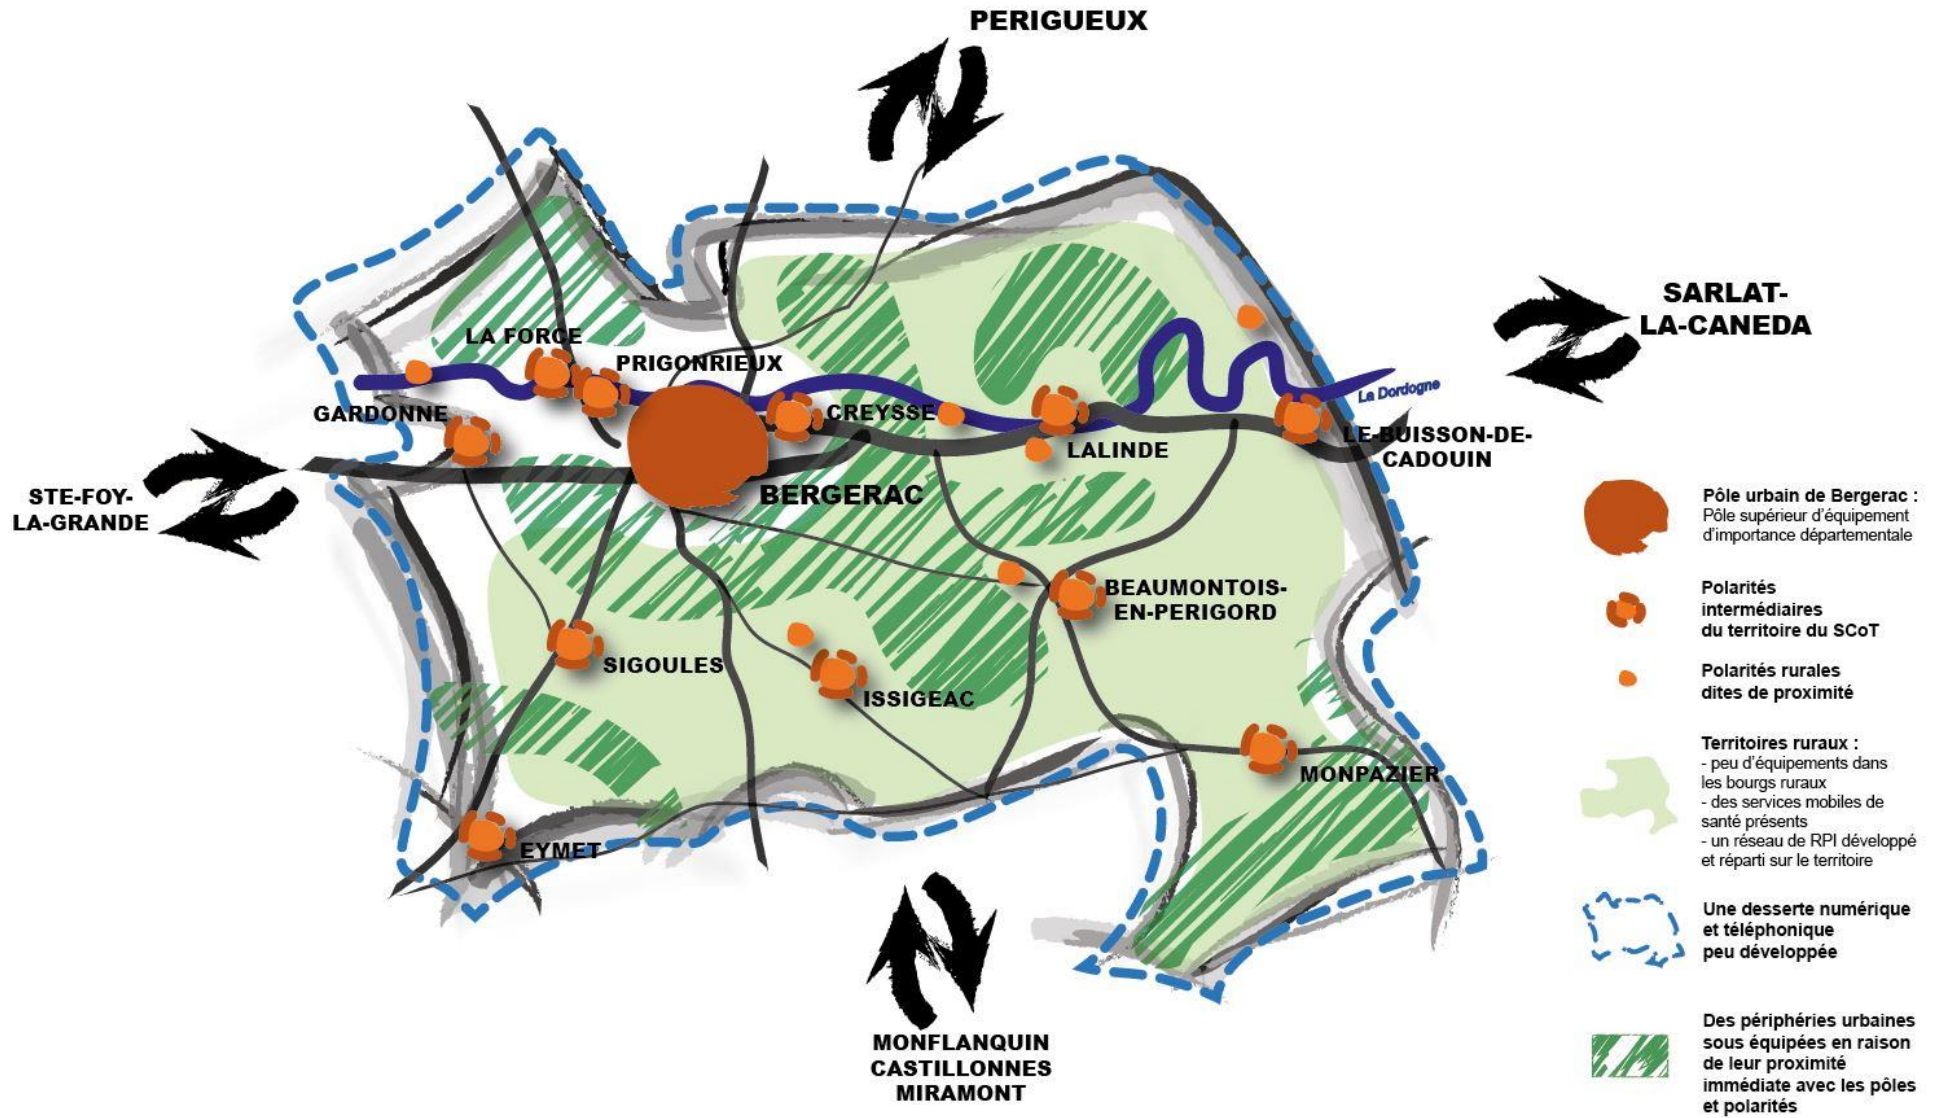 PERIGUEUX
SARLAT-
LA-CANEDA
LA FORCE
PRIGONRIEUX
La Dordogne
GARDONNE
CREYSSE
LALINDE
LE-BUISSON-DE-
CADOUIN
STE-FOY-
LA-GRANDE
BERGERAC
BEAUMONTOIS-
EN-PERIGORD
SIGOULES
ISSIGEAC
MONPAZIER
EYMET
MONFLANQUIN
CASTILLONNES
MIRAMONT
Pôle urbain de Bergerac :
Pôle supérieur d'équipement
d'importance départementale
Polarités
intermédiaires
du territoire du SCoT
Polarités rurales
dites de proximité
Territoires ruraux :
- peu d'équipements dans
les bourgs ruraux
- des services mobiles de
santé présents
- un réseau de RPI développé
et réparti sur le territoire
Une desserte numérique
et téléphonique
peu développée
Des périphéries urbaines
sous équipées en raison
de leur proximité
immédiate avec les pôles
et polarités